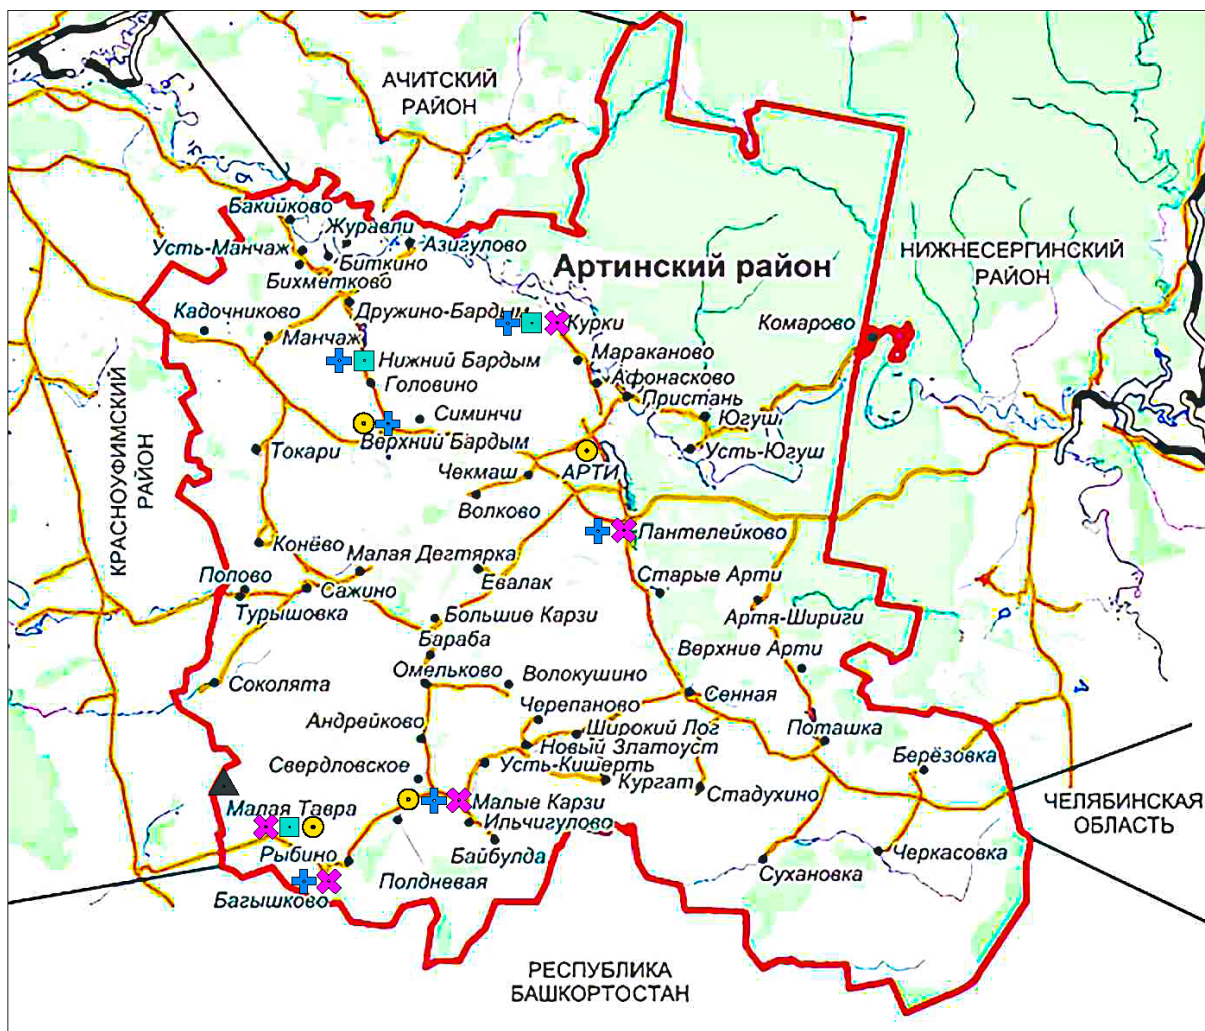 АЧИТСКИЙ
РАЙОН
Бакийково
Журавли
Усть-Манчаж
Азигулово
Биткино
НИЖНЕСЕРГИНСКИЙ
РАЙОН
Артинский район
Бихметково
Дружино-Бардым
Кадочниково
Курки
Комарово
Манчаж
Нижний Бардым
Мараканово
Головино
Афонасково
Пристань
КРАСНОУФИМСКИЙ
РАЙОН
Симинчи
Югуш
Верхний Бардым
Токари
Усть-Югуш
Чекмаш
АРТИ
Волково
Пантелейково
Конёво
Малая Дегтярка
Попово
Сажино
Евалак
Старые Арти
Турышовка
Большие Карзи
Артя-Шириги
Бараба
Верхние Арти
Омельково
Волокушино
Соколята
Сенная
Черепаново
Андрейково
Широкий Лог
Поташка
Новый Златоуст
Свердловское
Усть-Кишерть
Берёзовка
Кургат
Стадухино
Малая Тавра
Малые Карзи
ЧЕЛЯБИНСКАЯ
ОБЛАСТЬ
Ильчигулово
Рыбино
Байбулда
Черкасовка
Сухановка
Полдневая
Багышково
РЕСПУБЛИКА
БАШКОРТОСТАН